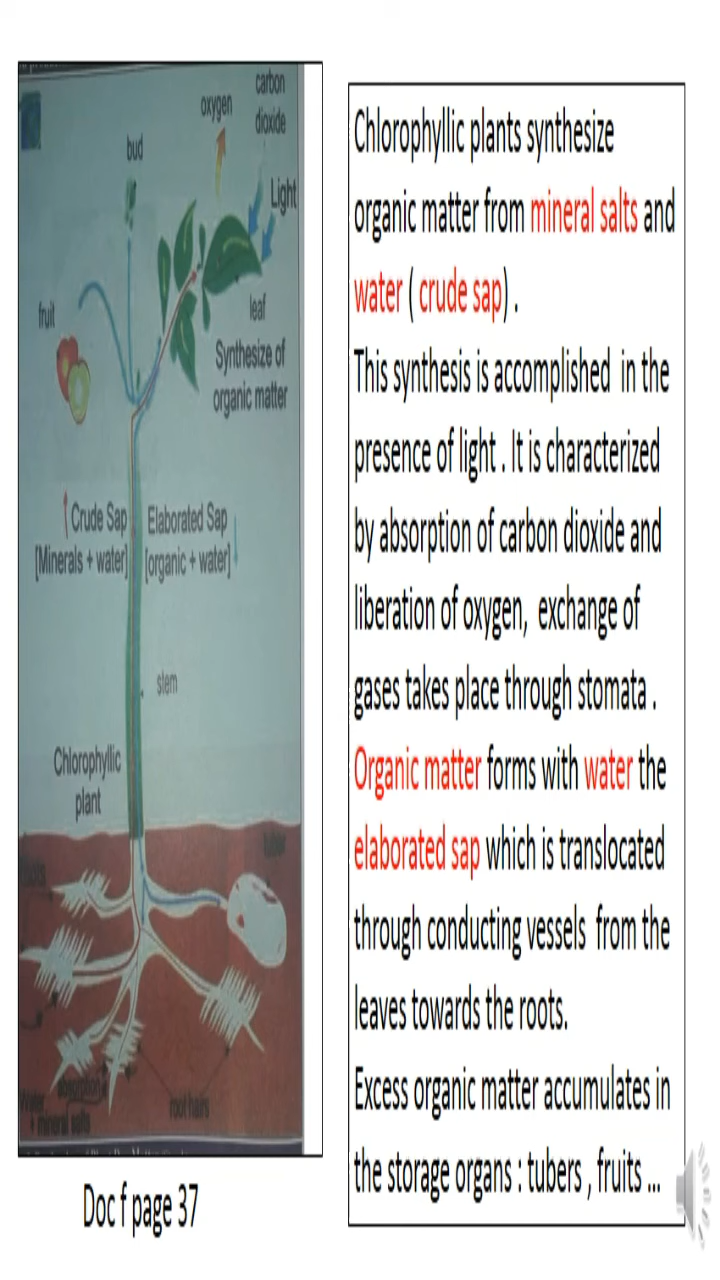 carbon
dioxide
oxygen
bud
Light
fruit
leaf
Synthesize of
organic matter
Crude Sap
[Minerals + water]
Elaborated Sap
[organic + water]
stem
Chlorophyllic
plant
absorption
mineral salts
root hairs
Doc f page 37
Chlorophyllic plants synthesize
organic matter from mineral salts and
water ( crude sap) .
This synthesis is accomplished in the
presence of light . It is characterized
by absorption of carbon dioxide and
liberation of oxygen, exchange of
gases takes place through stomata .
Organic matter forms with water the
elaborated sap which is translocated
through conducting vessels from the
leaves towards the roots.
Excess organic matter accumulates in
the storage organs : tubers , fruits ...